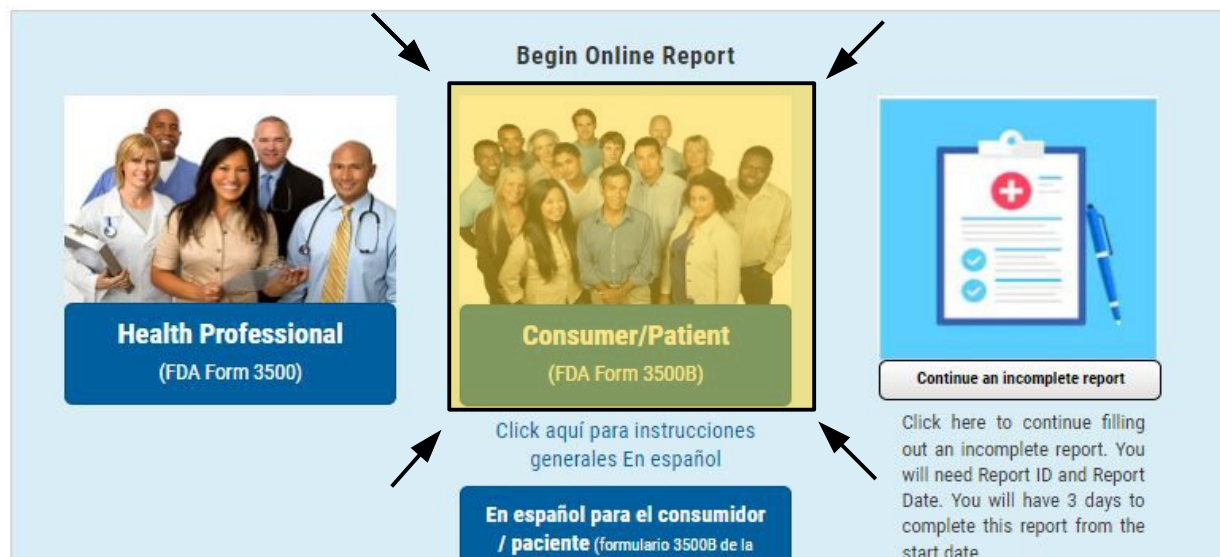 Begin Online Report
Health Professional
(FDA Form 3500)
Consumer/Patient
(FDA Form 3500B)
Click aquí para instrucciones
generales En español
En español para el consumidor
/ paciente (formulario 3500B de la
Continue an incomplete report
Click here to continue filling
out an incomplete report. You
will need Report ID and Report
Date. You will have 3 days to
complete this report from the
start date